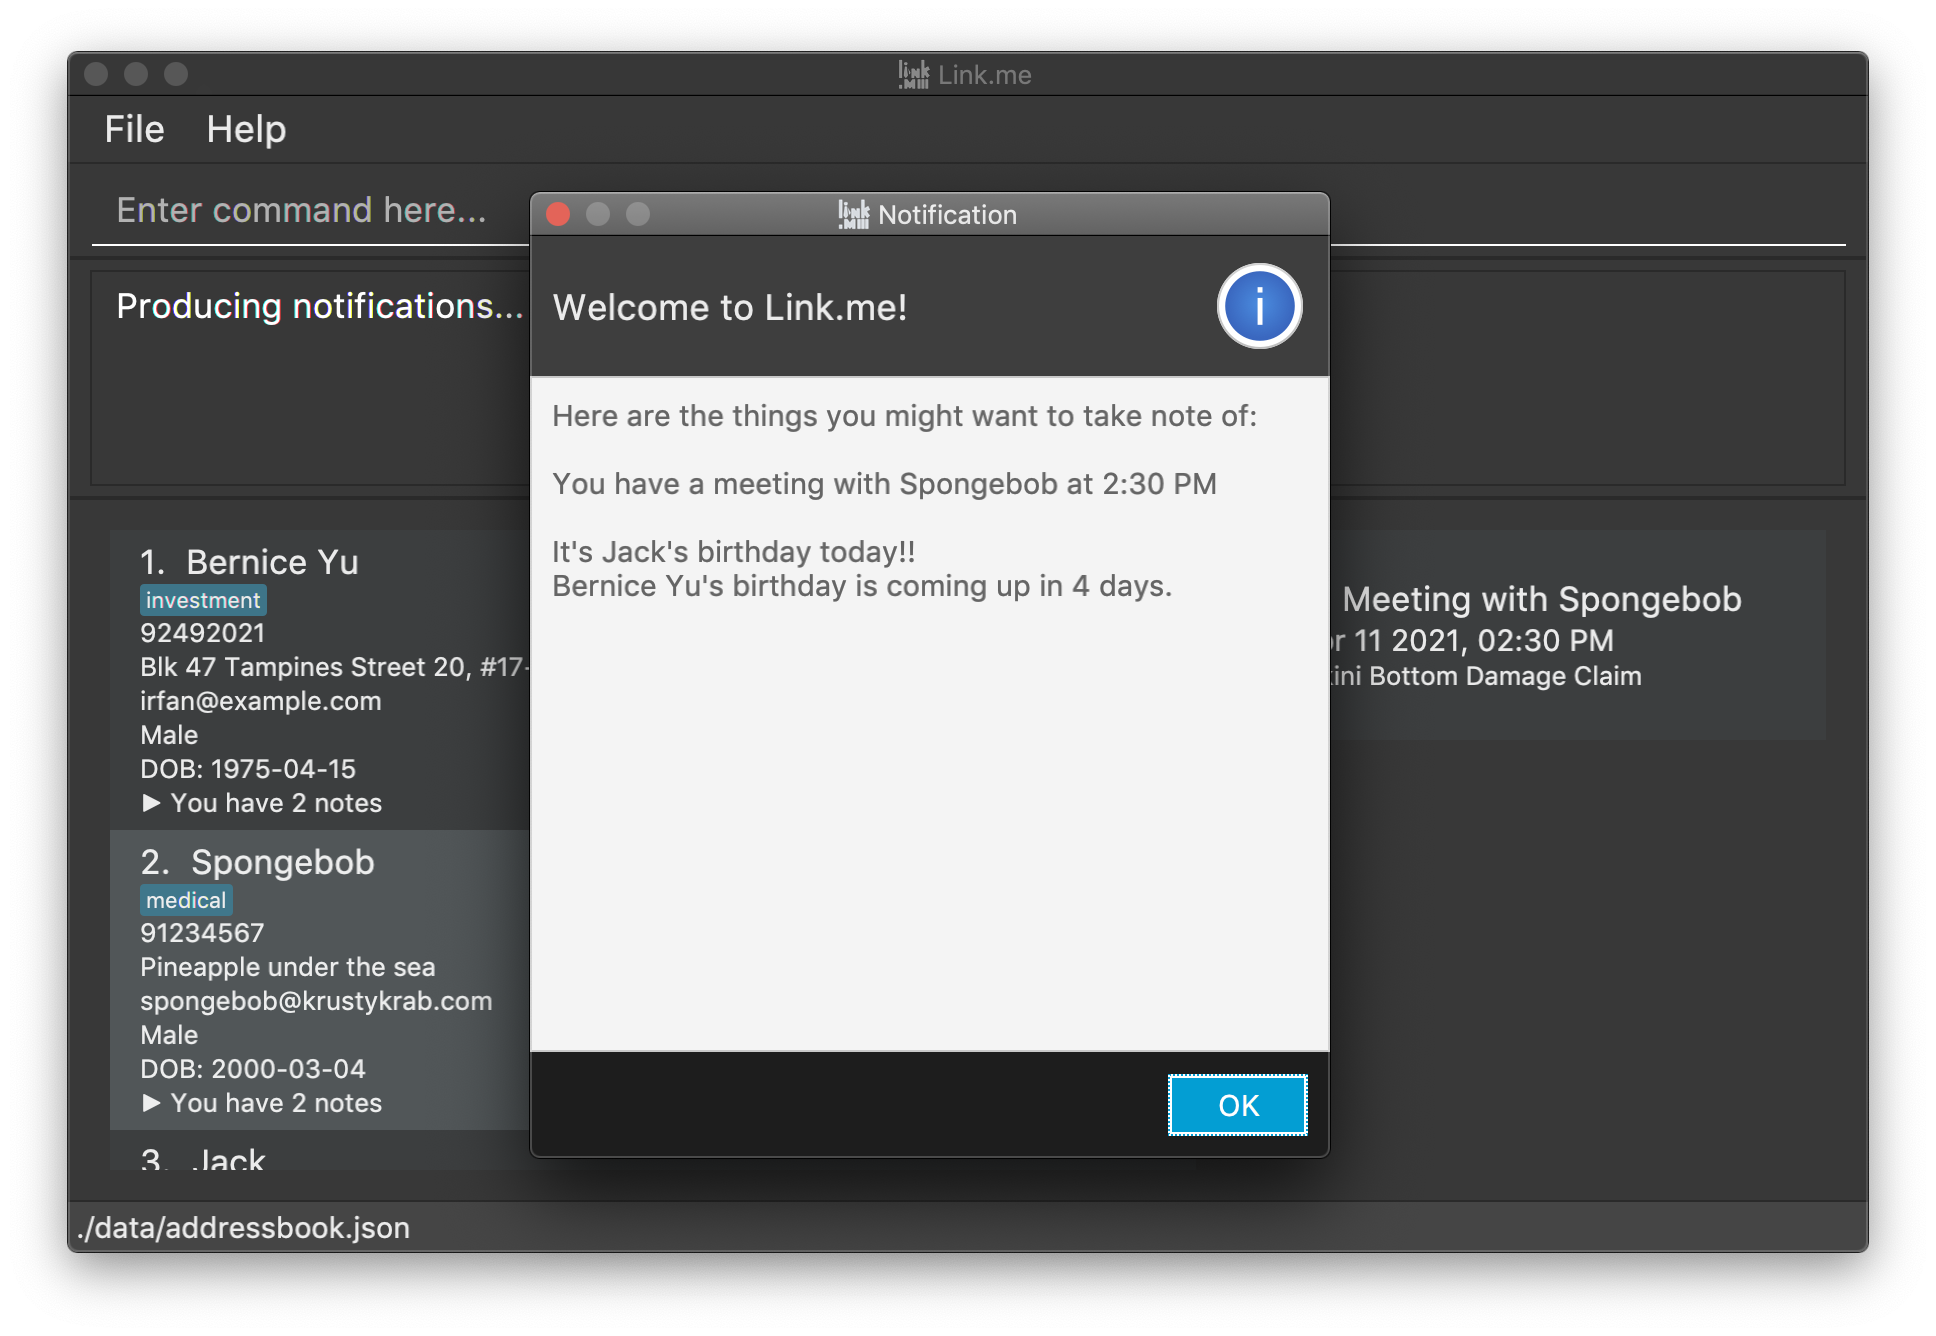 Link.me
File Help
Enter command here...
Notification
Producing notifications...
Welcome to Link.me!
i
Here are the things you might want to take note of:
You have a meeting with Spongebob at 2:30 PM
It's Jack's birthday today!!
Bernice Yu's birthday is coming up in 4 days.
1. Bernice Yu
investment
92492021
Blk 47 Tampines Street 20, #17-
irfan@example.com
Male
DOB: 1975-04-15
▶ You have 2 notes
2. Spongebob
medical
91234567
Pineapple under the sea
spongebob@krustykrab.com
Male
DOB: 2000-03-04
▶ You have 2 notes
3. Jack
Meeting with Spongebob
11 2021, 02:30 PM
Bottom Damage Claim
OK
./data/addressbook.json